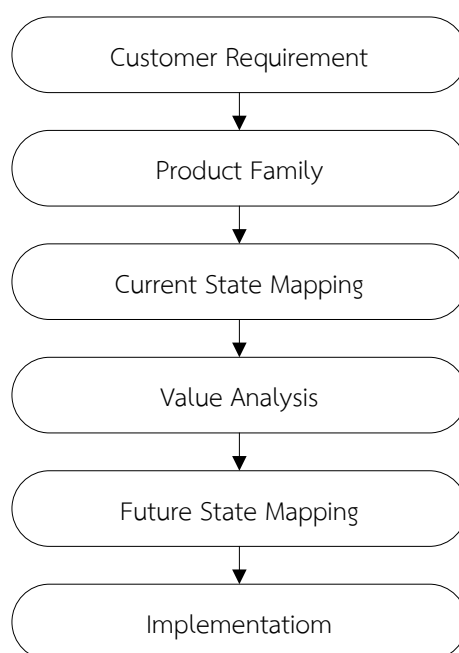 Customer Requirement
Product Family
Current State Mapping
Value Analysis
Future State Mapping
Implementatiom